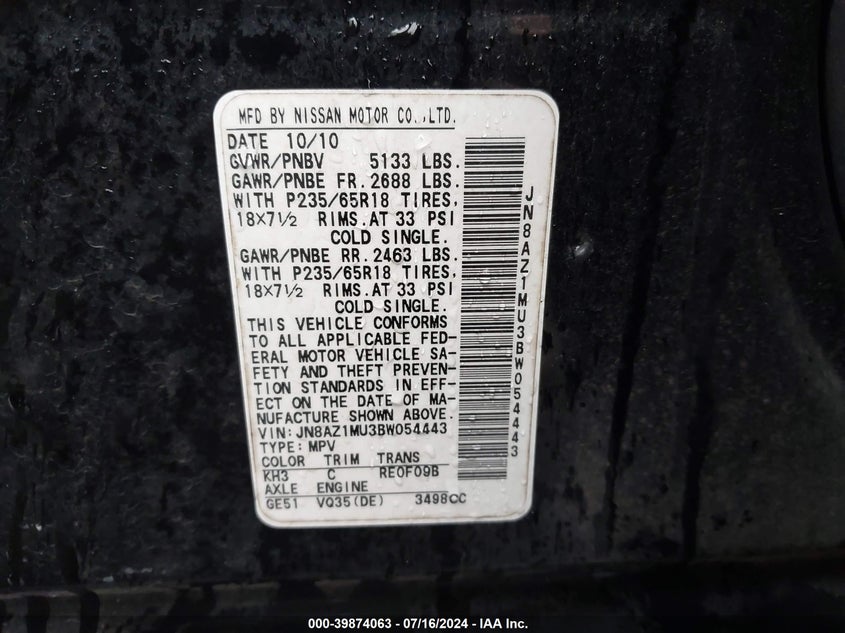 MFD BY NISSAN MOTOR CO.,LTD.
DATE 10/10
GVWR/PNBV 5133 LBS.
GAWR/PNBE FR. 2688 LBS.
WITH P235/65R18 TIRES,
18×7½ RIMS.AT 33 PSI
COLD SINGLE.
GAWR/PNBE RR. 2463 LBS.
WITH P235/65R18 TIRES,
18×7½ RIMS.AT 33 PSI
COLD SINGLE.
THIS VEHICLE CONFORMS
TO ALL APPLICABLE FED-
ERAL MOTOR VEHICLE SA-
FETY AND THEFT PREVEN-
TION STANDARDS IN EFF-
ECT ON THE DATE OF MA-
NUFACTURE SHOWN ABOVE.
VIN:JN8AZ1MU3BW054443
TYPE:MPV
COLOR TRIM TRANS
KH3 C RE0F09B
AXLE ENGINE
GE51 VQ35(DE) 3498CC
JN8AZ1MU3BW054443
000-39874063 - 07/16/2024 - IAA Inc.